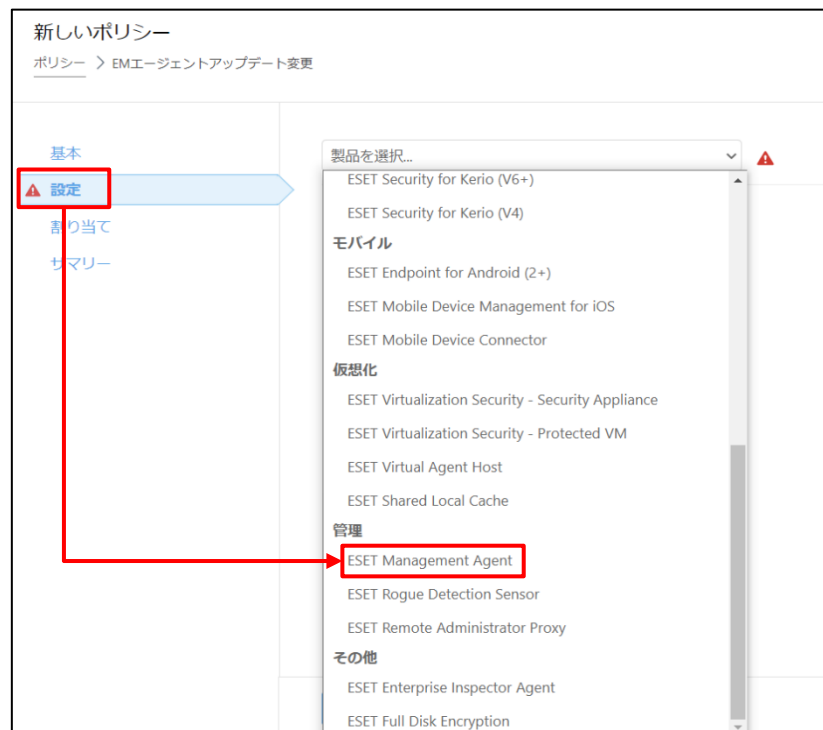 新しいポリシー
ポリシー > EMエージェントアップデート変更
基本
設定
割り当て
サマリー
製品を選択...
ESET Security for Kerio (V6+)
ESET Security for Kerio (V4)
モバイル
ESET Endpoint for Android (2+)
ESET Mobile Device Management for iOS
ESET Mobile Device Connector
仮想化
ESET Virtualization Security - Security Appliance
ESET Virtualization Security - Protected VM
ESET Virtual Agent Host
ESET Shared Local Cache
管理
ESET Management Agent
ESET Rogue Detection Sensor
ESET Remote Administrator Proxy
その他
ESET Enterprise Inspector Agent
ESET Full Disk Encryption